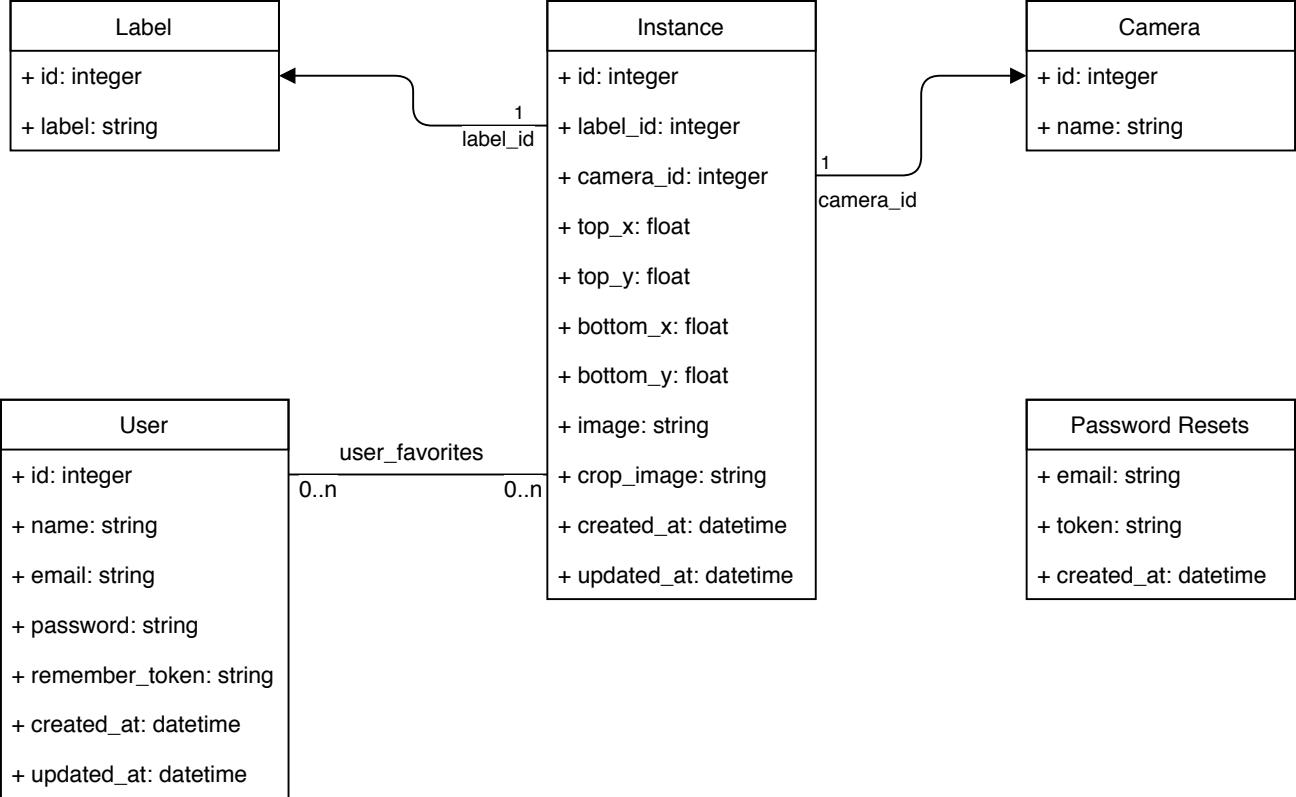 Label
+ id: integer
+ label: string
1
label_id
Instance
+ id: integer
+ label_id: integer
+ camera_id: integer
+ top_x: float
+ top_y: float
+ bottom_x: float
+ bottom_y: float
+ image: string
+ crop_image: string
+ created_at: datetime
+ updated_at: datetime
1
camera_id
Camera
+ id: integer
+ name: string
User
+ id: integer
+ name: string
+ email: string
+ password: string
+ remember_token: string
+ created_at: datetime
+ updated_at: datetime
user_favorites
0..n
0..n
Password Resets
+ email: string
+ token: string
+ created_at: datetime